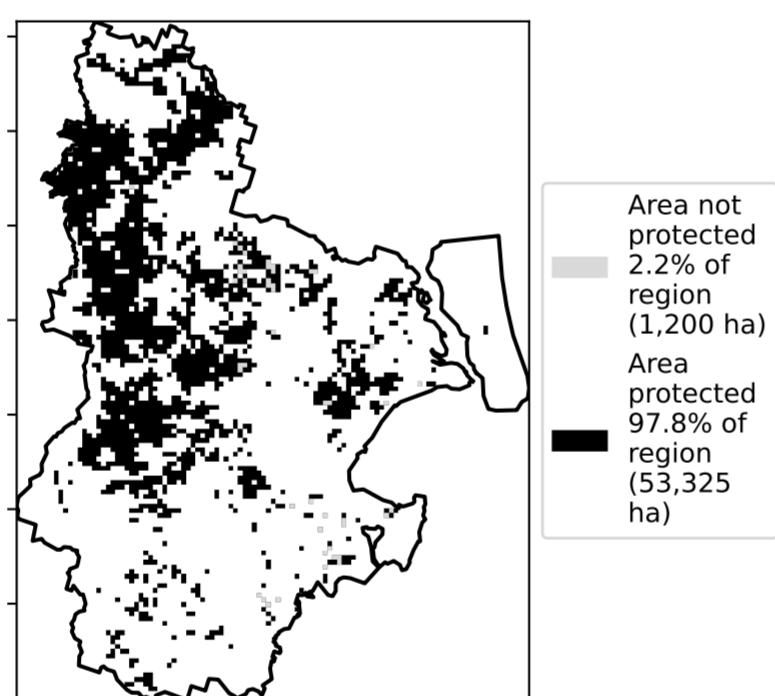 Area not
protected
2.2% of
region
(1,200 ha)
Area
protected
97.8% of
region
(53,325
ha)